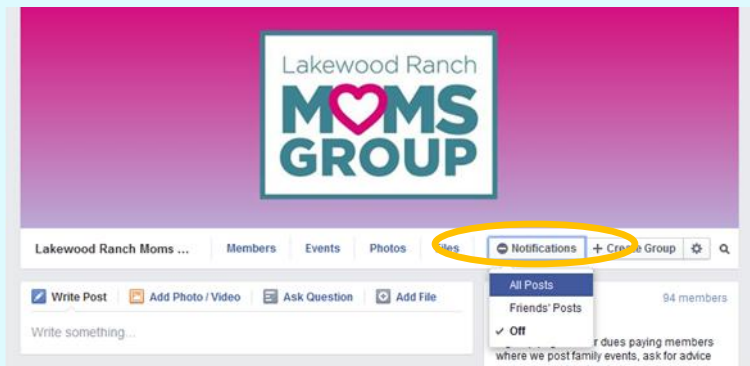 Lakewood Ranch
MOMS
GROUP
Lakewood Ranch Moms ... Members Events Photos Files Notifications + Create Group
All Posts
Friends' Posts
✓ Off
Write Post Add Photo / Video Ask Question Add File
Write something...
94 members
dues paying members
where we post family events, ask for advice